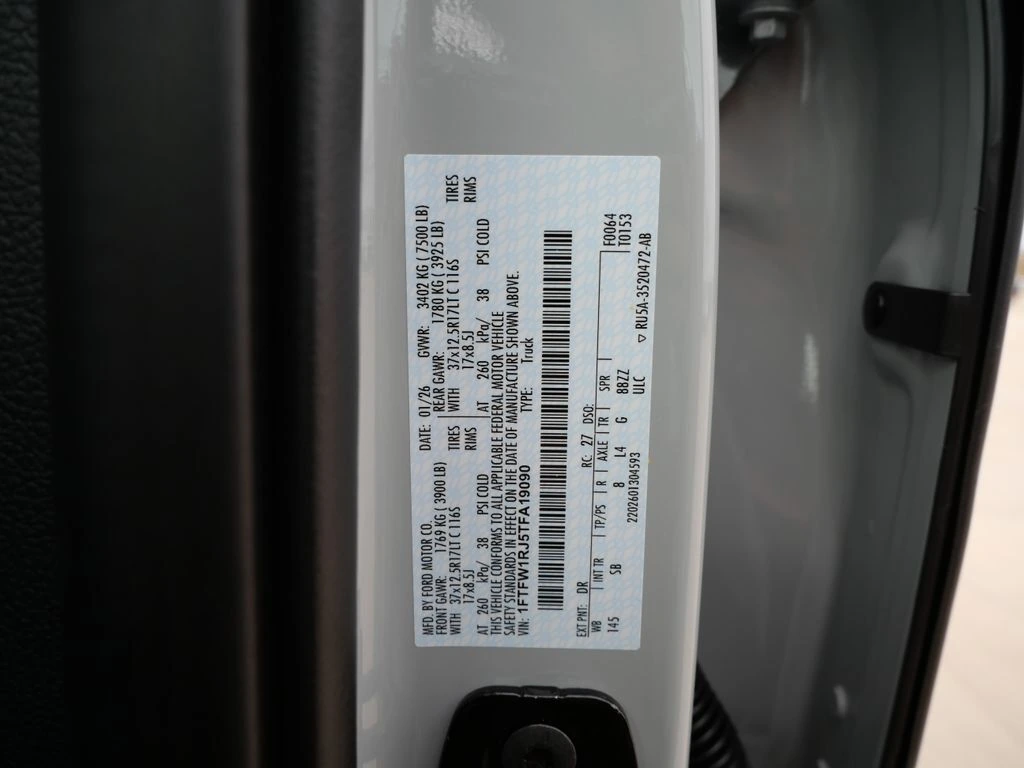 MFD. BY FORD MOTOR CO.
DATE: 01/26 GVWR: 3402 KG ( 7500 LB)
FRONT GAWR: 1769 KG ( 3900 LB)
REAR GAWR: 1780 KG ( 3925 LB)
WITH 37x12.5R17LT C 116S TIRES
WITH 37x12.5R17LT C 116S TIRES
17x8.5J RIMS
17x8.5J RIMS
AT 260 kPa/ 38 PSI COLD
AT 260 kPa/ 38 PSI COLD
THIS VEHICLE CONFORMS TO ALL APPLICABLE FEDERAL MOTOR VEHICLE
SAFETY STANDARDS IN EFFECT ON THE DATE OF MANUFACTURE SHOWN ABOVE.
VIN: 1FTFW1RJ5TFA19090 TYPE: Truck
EXT PNT: DR RC: 27 DSO: F0064
WB INT TR TP/PS R AXLE TR SPR T0153
145 SB 8 L4 G 8BZZ
2202601304593 ULC
▽ RU5A-3520472-AB